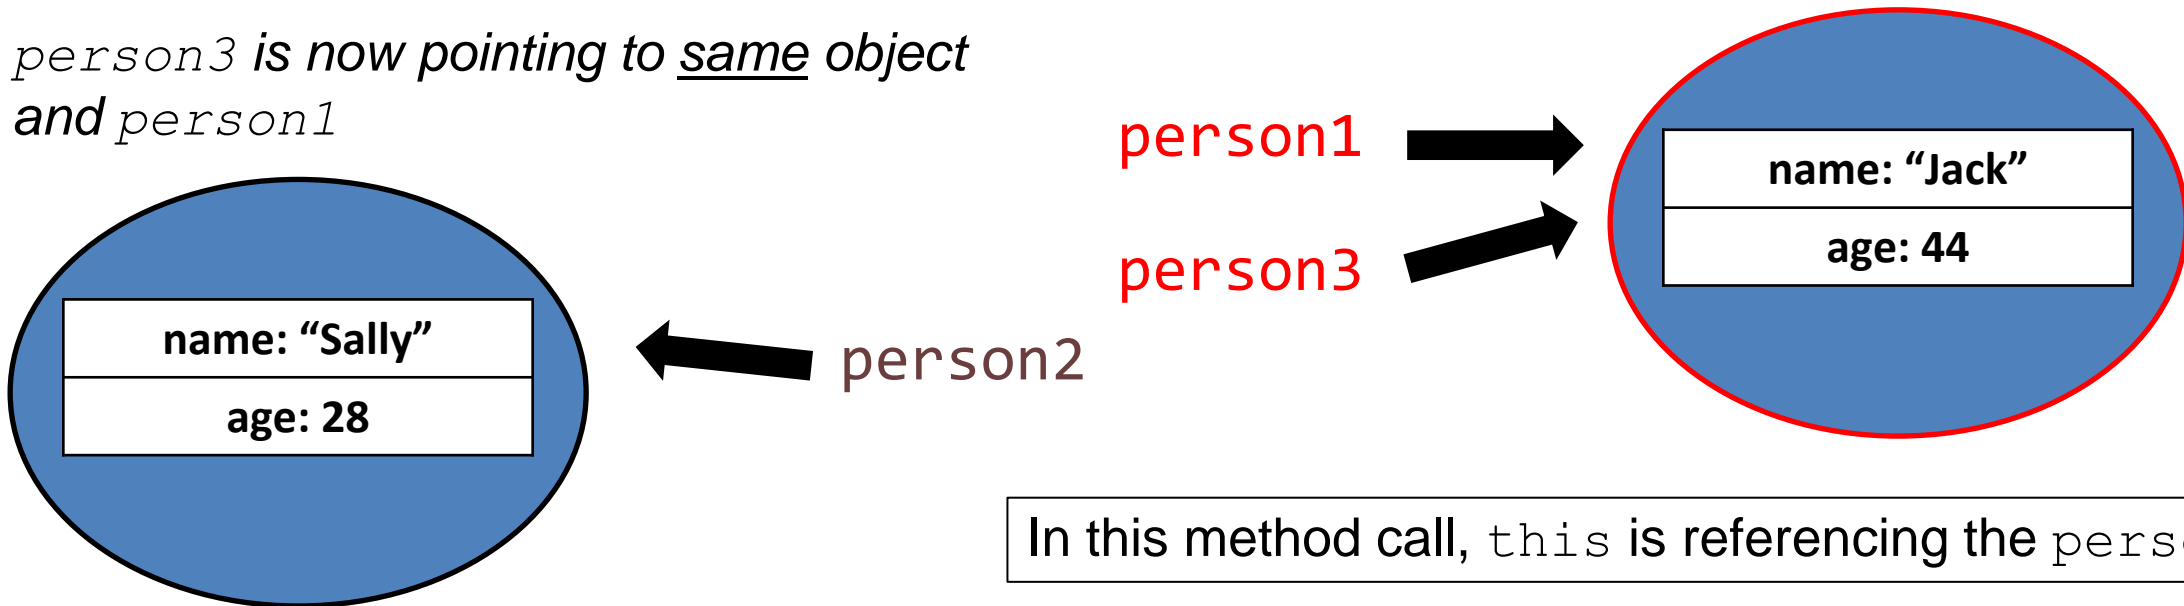 person3 is now pointing to same object
and person1
person1
name: “Jack”
person3
age: 44
name: “Sally”
person2
age: 28
In this method call, this is referencing the